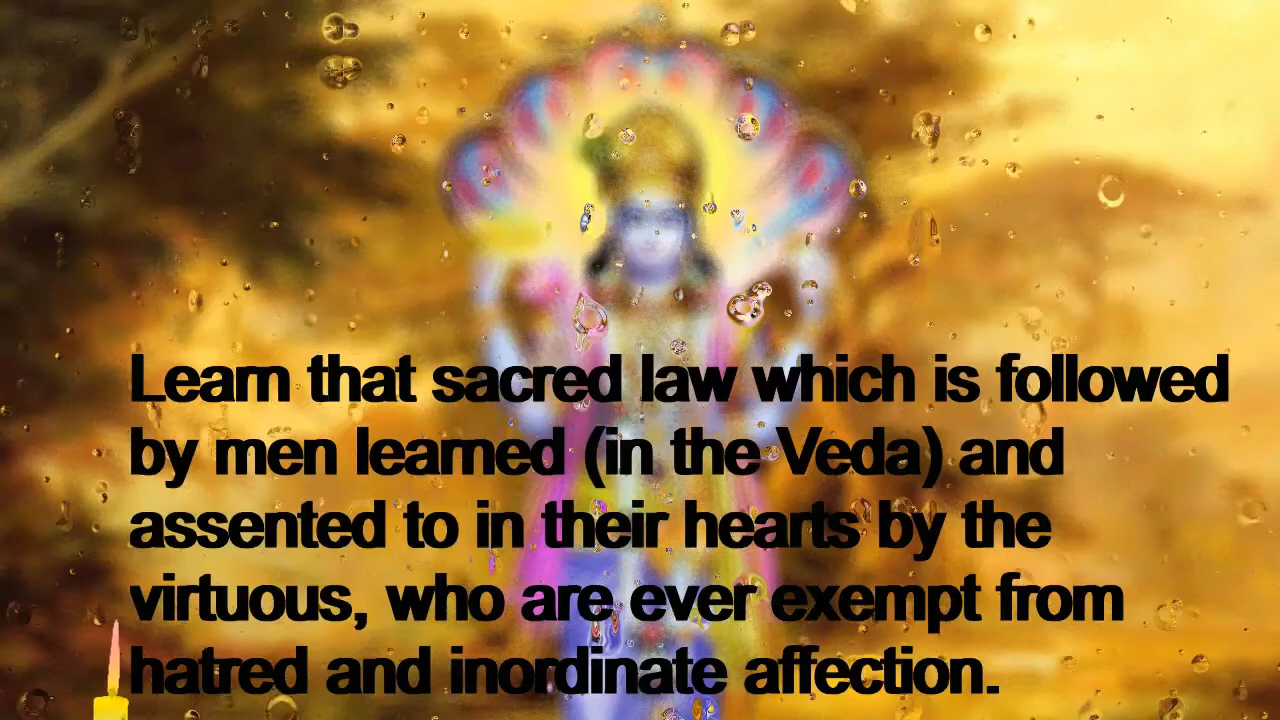 Learn that sacred law which is followed
by men learned (in the Veda) and
assented to in their hearts by the
virtuous, who are ever exempt from
hatred and inordinate affection.